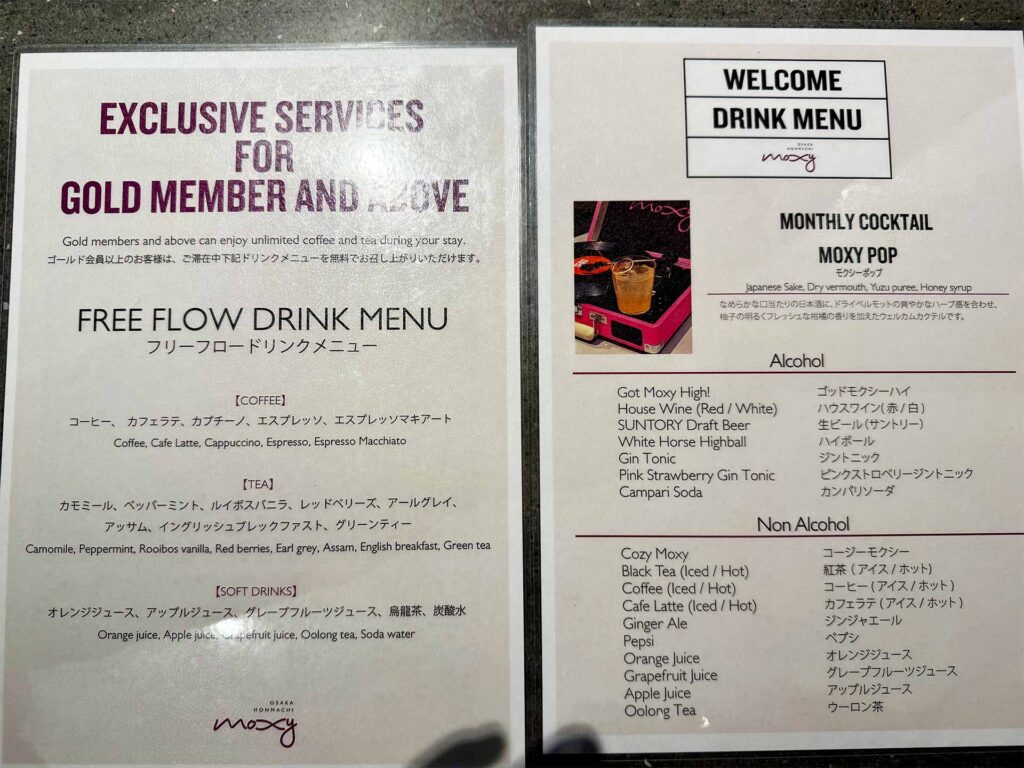 EXCLUSIVE SERVICES
FOR
GOLD MEMBER AND ABOVE
Gold members and above can enjoy unlimited coffee and tea during your stay.
ゴールド会員以上のお客様は、ご滞在中下記ドリンクメニューを無料でお召し上がりいただけます。
FREE FLOW DRINK MENU
フリーフロードリンクメニュー
【COFFEE】
コーヒー、 カフェラテ、カプチーノ、エスプレッソ、エスプレッソマキアート
Coffee, Cafe Latte, Cappuccino, Espresso, Espresso Macchiato
【TEA】
カモミール、ペッパーミント、ルイボスバニラ、レッドベリーズ、アールグレイ、
アッサム、イングリッシュブレックファスト、グリーンティー
Camomile, Peppermint, Rooibos vanilla, Red berries, Earl grey, Assam, English breakfast, Green tea
【SOFT DRINKS】
オレンジジュース、アップルジュース、グレープフルーツジュース、烏龍茶、炭酸水
Orange juice, Apple juice, Grapefruit juice, Oolong tea, Soda water
OSAKA
HONMACHI
moxy
WELCOME
DRINK MENU
OSAKA
HONMACHI
moxy
moxy
MONTHLY COCKTAIL
MOXY POP
モクシーポップ
Japanese Sake, Dry vermouth, Yuzu puree, Honey syrup
なめらかな口当たりの日本酒に、ドライベルモットの爽やかなハーブ感を合わせ、
柚子の明るくフレッシュな柑橘の香りを加えたウェルカムカクテルです。
Alcohol
Got Moxy High! ゴッドモクシーハイ
House Wine (Red / White) ハウスワイン( 赤 / 白 )
SUNTORY Draft Beer 生ビール（サントリー）
White Horse Highball ハイボール
Gin Tonic ジントニック
Pink Strawberry Gin Tonic ピンクストロベリージントニック
Campari Soda カンパリソーダ
Non Alcohol
Cozy Moxy コージーモクシー
Black Tea (Iced / Hot) 紅茶（ アイス / ホット)
Coffee (Iced / Hot) コーヒー ( アイス / ホット )
Cafe Latte (Iced / Hot) カフェラテ ( アイス / ホット )
Ginger Ale ジンジャエール
Pepsi ペプシ
Orange Juice オレンジジュース
Grapefruit Juice グレープフルーツジュース
Apple Juice アップルジュース
Oolong Tea ウーロン茶